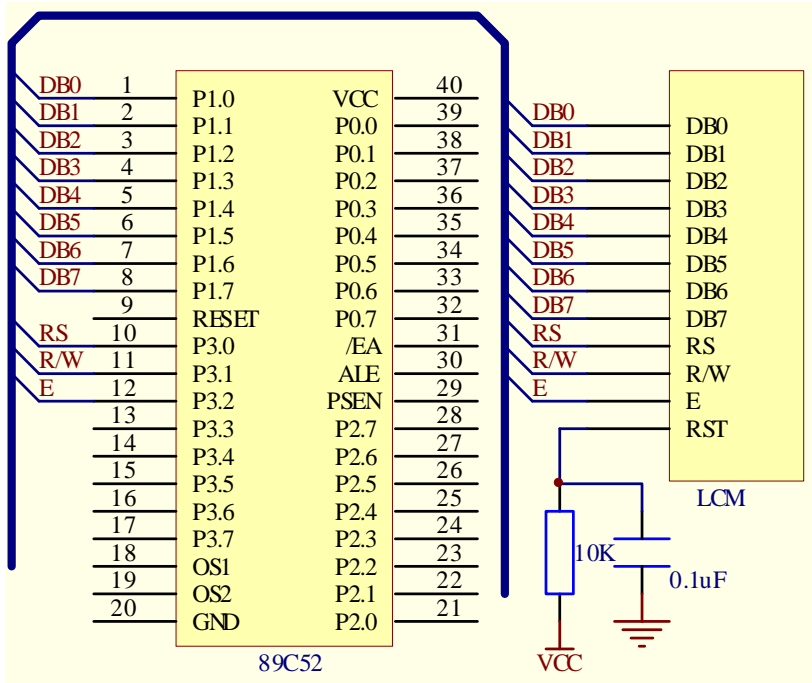 DB0 1 P1.0 VCC 40
DB1 2 P1.1 P0.0 39 DB0 DB0
DB2 3 P1.2 P0.1 38 DB1 DB1
DB3 4 P1.3 P0.2 37 DB2 DB2
DB4 5 P1.4 P0.3 36 DB3 DB3
DB5 6 P1.5 P0.4 35 DB4 DB4
DB6 7 P1.6 P0.5 34 DB5 DB5
DB7 8 P1.7 P0.6 33 DB6 DB6
9 RESET P0.7 32 DB7 DB7
RS 10 P3.0 /EA 31 RS RS
R/W 11 P3.1 ALE 30 R/W R/W
E 12 P3.2 PSEN 29 E E
13 P3.3 P2.7 28 RST
14 P3.4 P2.6 27
15 P3.5 P2.5 26
LCM
16 P3.6 P2.4 25
17 P3.7 P2.3 24
18 OS1 P2.2 23 10K
19 OS2 P2.1 22 0.1uF
20 GND P2.0 21
89C52 VCC